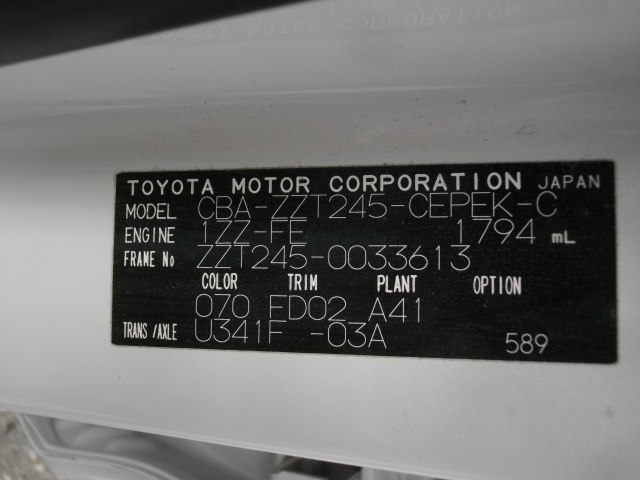 TOYOTA MOTOR CORPORATION JAPAN
MODEL CBA-ZZT245-CEPEK-C
ENGINE 1ZZ-FE 1794 mL
FRAME No ZZT245-0033613
COLOR TRIM PLANT OPTION
070 FD02 A41
TRANS/AXLE U341F -03A
589